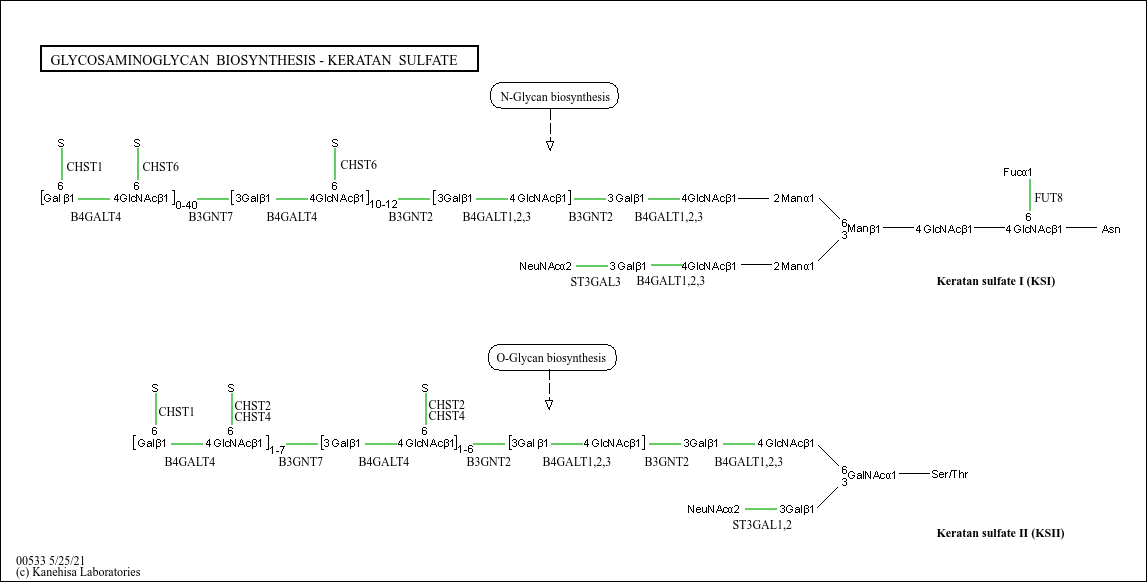 GLYCOSAMINOGLYCAN BIOSYNTHESIS - KERATAN SULFATE
N-Glycan biosynthesis
S S S
CHST1 CHST6 CHST6
Fucα1
FUT8
6 6 6 6
[Galβ1 4GlcNAcβ1]0-40 [3Galβ1 4GlcNAcβ1]10-12 [3Galβ1 4GlcNAcβ1] 3Galβ1 4GlcNAcβ1 2Manα1
B4GALT4 B3GNT7 B4GALT4 B3GNT2 B4GALT1,2,3 B3GNT2 B4GALT1,2,3
6
3 Manβ1 4GlcNAcβ1 4GlcNAcβ1 Asn
NeuNAcα2 3Galβ1 4GlcNAcβ1 2Manα1
ST3GAL3 B4GALT1,2,3
Keratan sulfate I (KSI)
O-Glycan biosynthesis
S S S
CHST1 CHST2 CHST2
CHST4 CHST4
6 6 6
[Galβ1 4GlcNAcβ1]1-7 [3Galβ1 4GlcNAcβ1]1-6 [3Galβ1 4GlcNAcβ1] 3Galβ1 4GlcNAcβ1
B4GALT4 B3GNT7 B4GALT4 B3GNT2 B4GALT1,2,3 B3GNT2 B4GALT1,2,3
6
3 GalNAcα1 Ser/Thr
NeuNAcα2 3Galβ1
ST3GAL1,2
Keratan sulfate II (KSII)
00533 5/25/21
(c) Kanehisa Laboratories